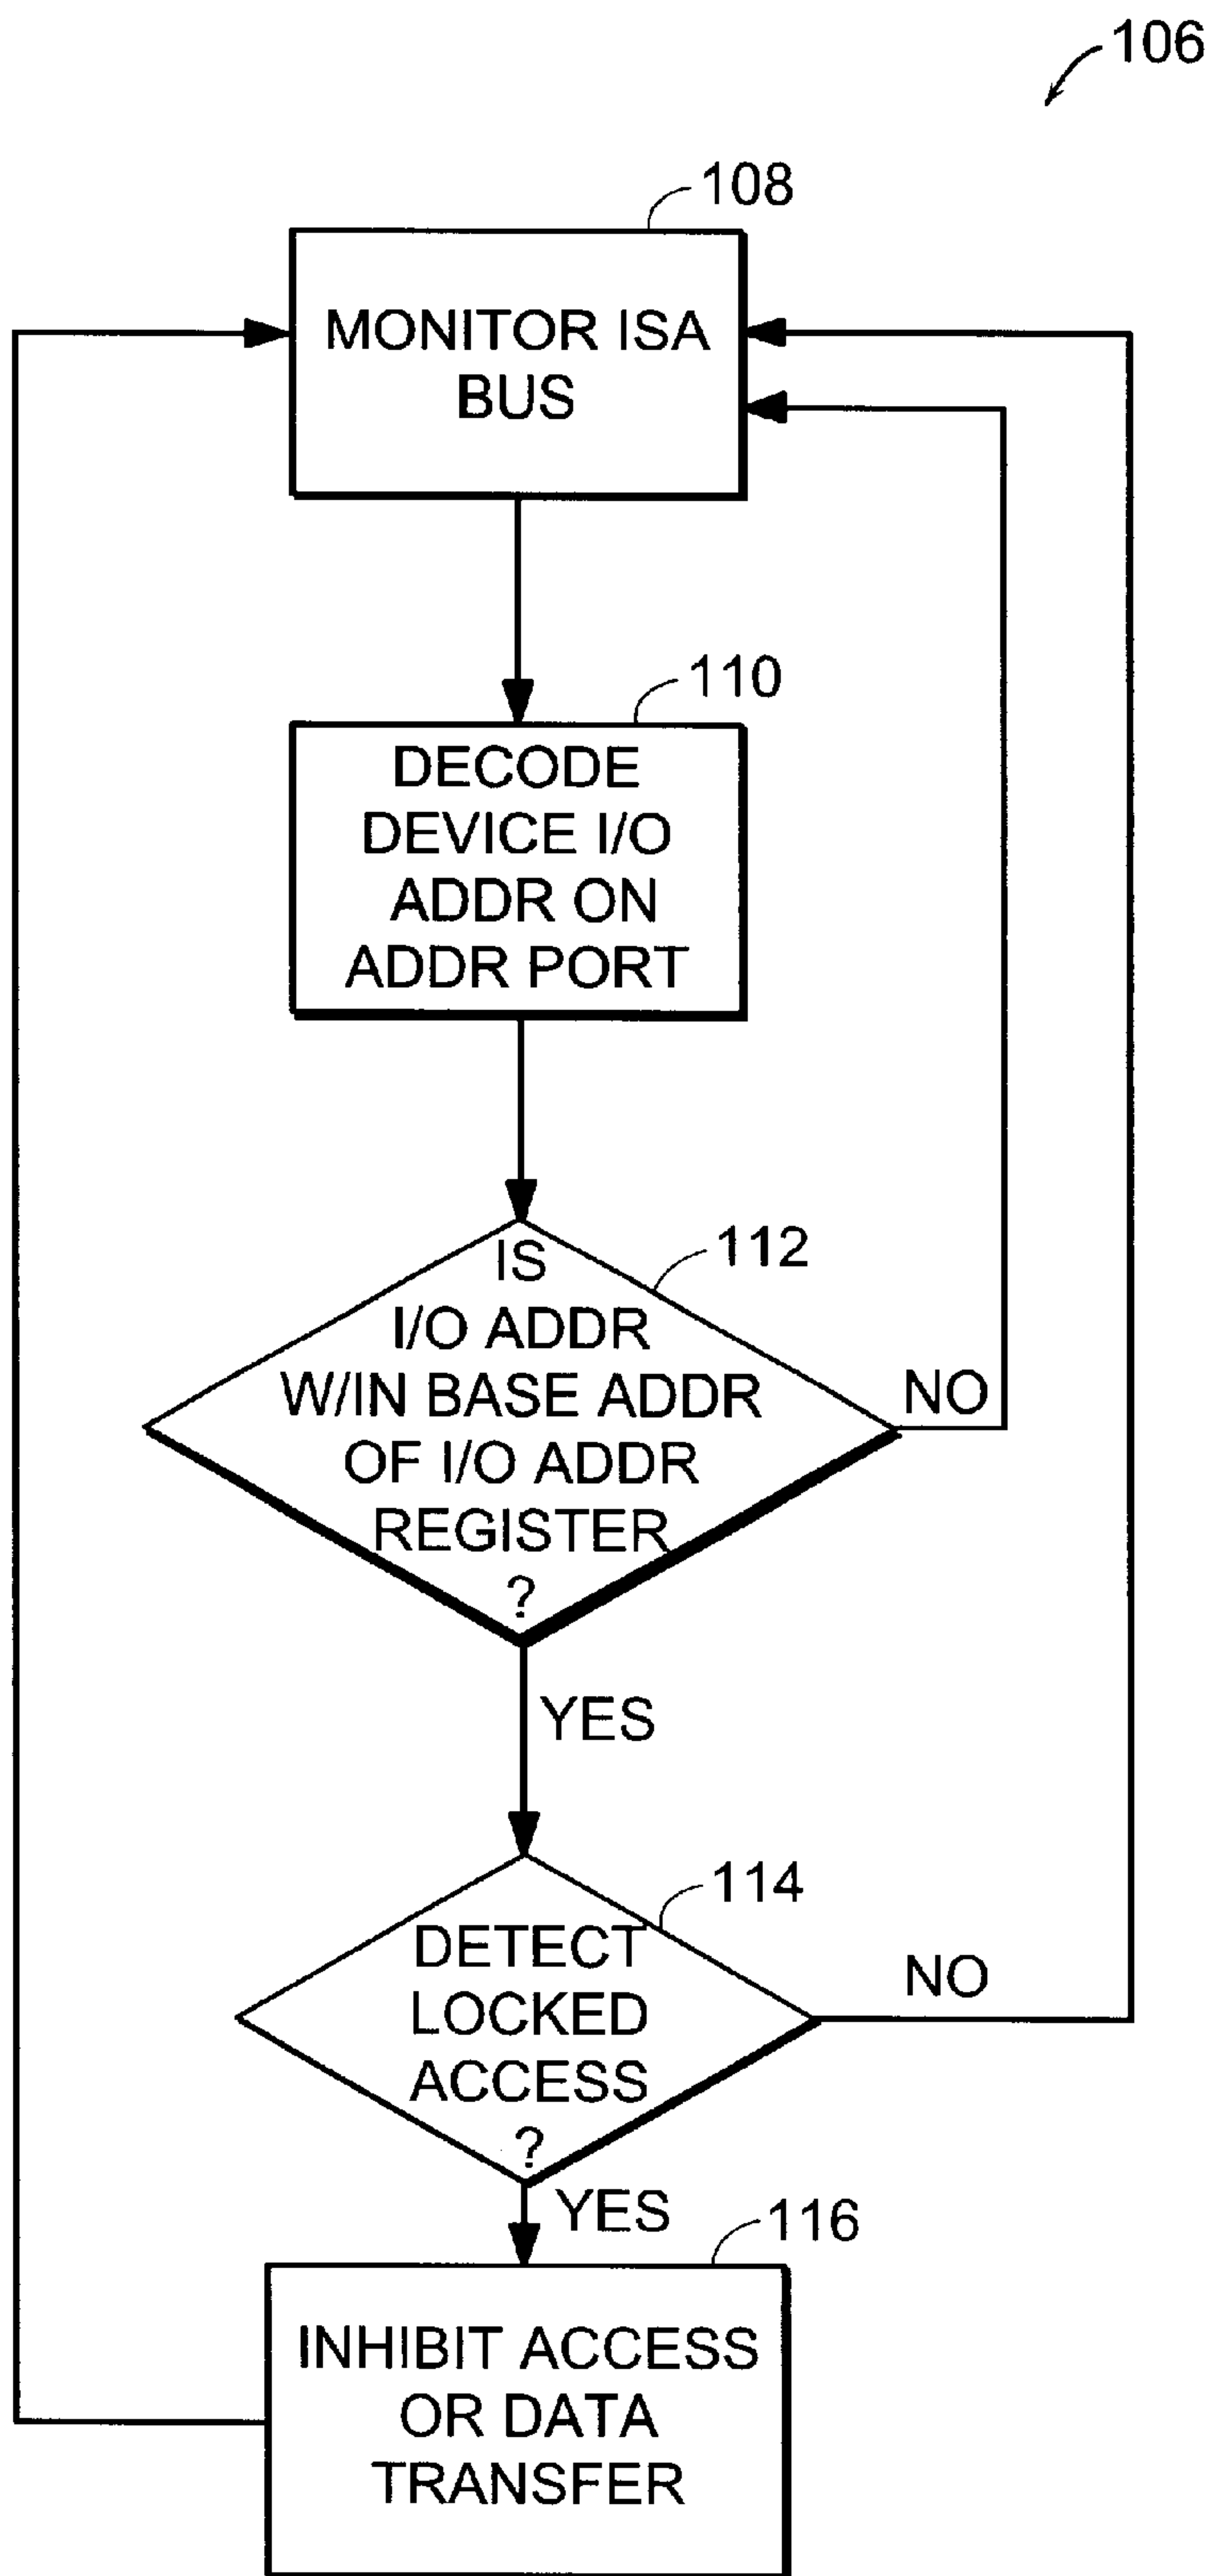 106
108
MONITOR ISA
BUS
110
DECODE
DEVICE I/O
ADDR ON
ADDR PORT
112
IS
I/O ADDR
W/IN BASE ADDR
OF I/O ADDR
REGISTER
?
NO
YES
114
DETECT
LOCKED
ACCESS
?
NO
YES
116
INHIBIT ACCESS
OR DATA
TRANSFER